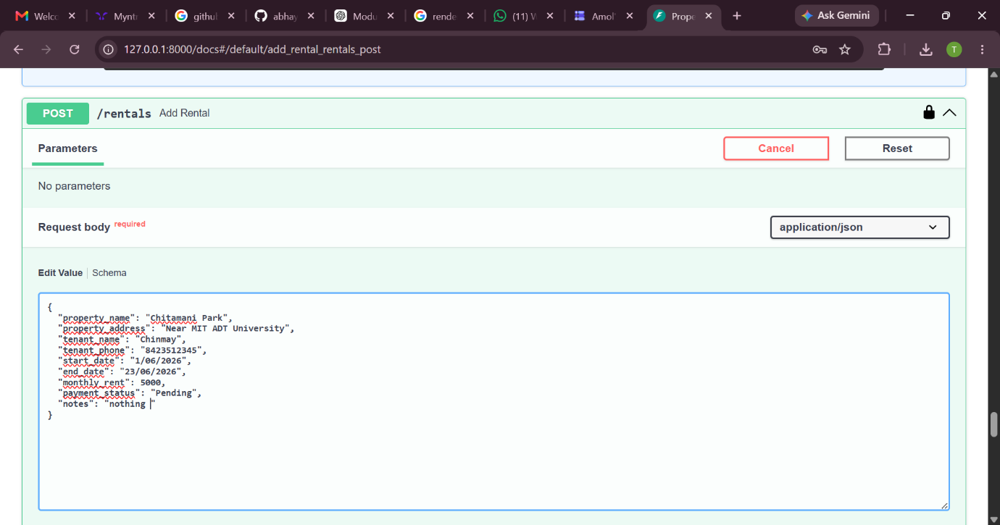 Welco
Myntr
githul
abhay
Modu
rende
(11) W
Amol'
Prope
Ask Gemini
127.0.0.1:8000/docs#/default/add_rental_rentals_post
T
POST /rentals Add Rental
Parameters
Cancel
Reset
No parameters
Request body required
application/json
Edit Value
Schema
{
"property_name": "Chitamani Park",
"property_address": "Near MIT ADT University",
"tenant_name": "Chinmay",
"tenant_phone": "8423512345",
"start_date": "1/06/2026",
"end_date": "23/06/2026",
"monthly_rent": 5000,
"payment_status": "Pending",
"notes": "nothing "
}